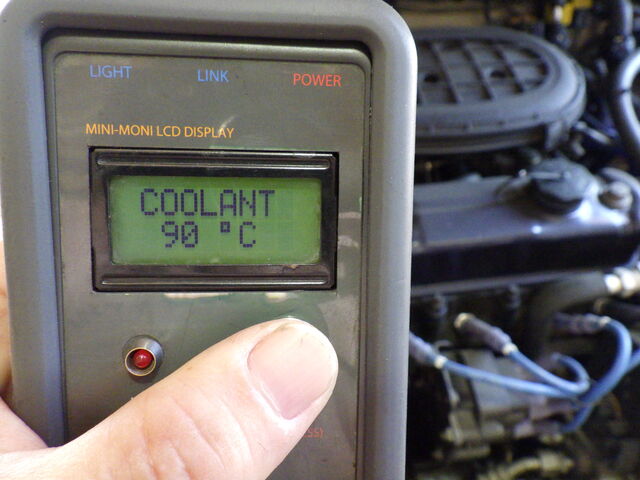 LIGHT LINK POWER
MINI-MONI LCD DISPLAY
COOLANT
90 °C